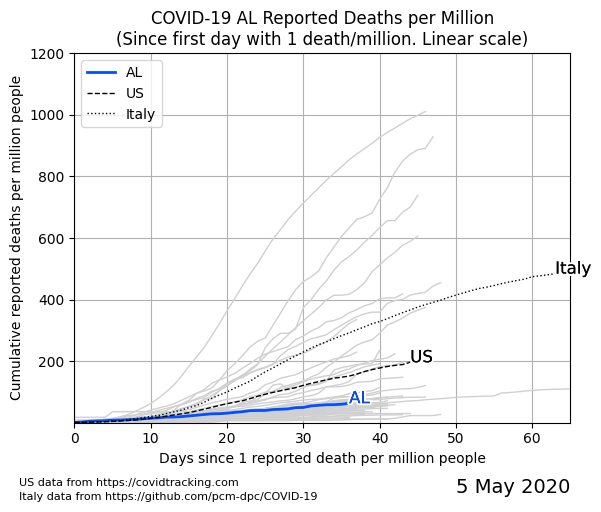 COVID-19 AL Reported Deaths per Million
(Since first day with 1 death/million. Linear scale)
1200
1000
800
600
400
200
Cumulative reported deaths per million people
AL
US
Italy
Italy
US
AL
0 10 20 30 40 50 60
Days since 1 reported death per million people
US data from https://covidtracking.com
Italy data from https://github.com/pcm-dpc/COVID-19
5 May 2020